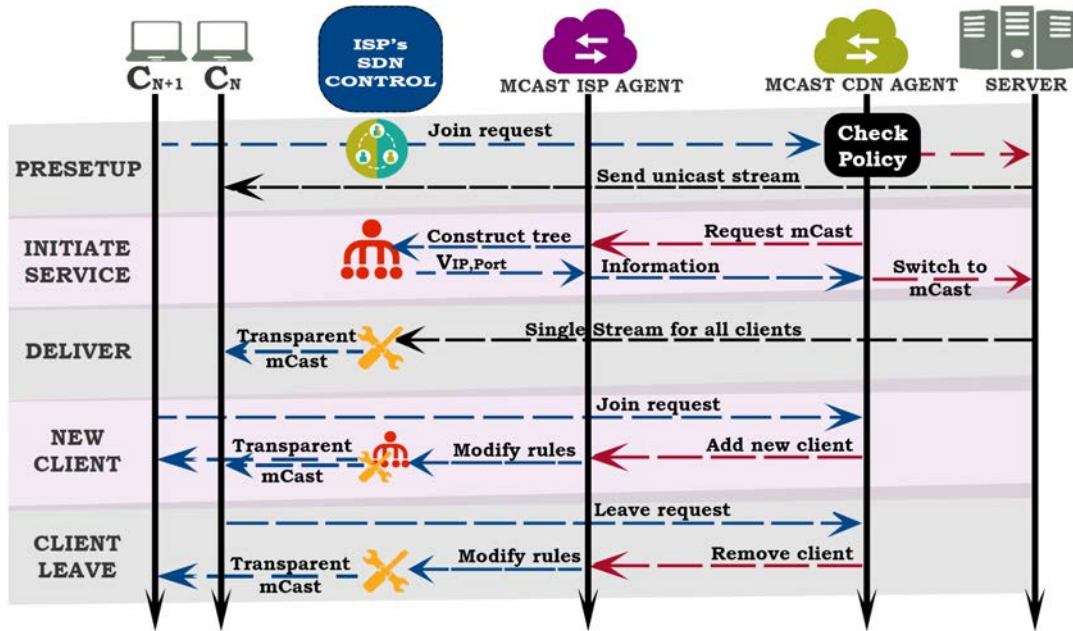 ISP's
SDN
CONTROL
CN+1
CN
MCAST ISP AGENT
MCAST CDN AGENT
SERVER
PRESETUP
Join request
Check
Policy
Send unicast stream
INITIATE
SERVICE
Construct tree
Request mCast
VIP,Port
Information
Switch to
mCast
DELIVER
Transparent
mCast
Single Stream for all clients
NEW
CLIENT
Join request
Transparent
mCast
Modify rules
Add new client
CLIENT
LEAVE
Leave request
Transparent
mCast
Modify rules
Remove client